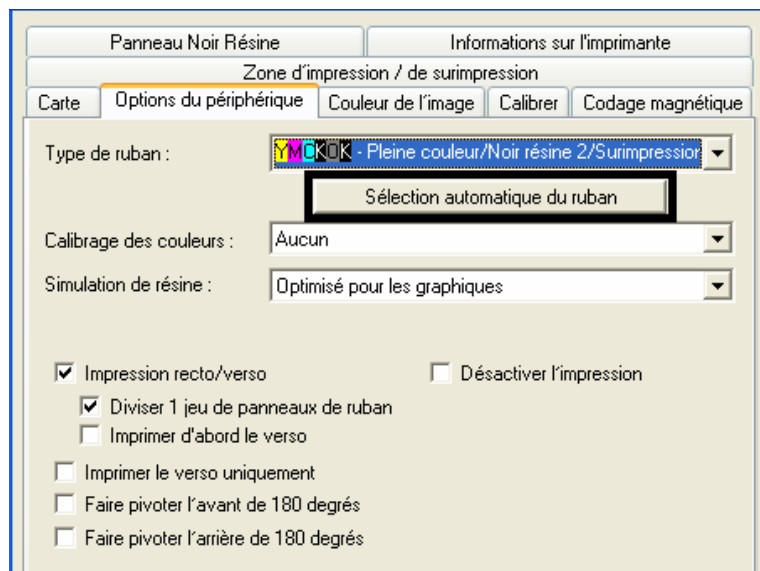 Panneau Noir Résine
Informations sur l'imprimante
Zone d'impression / de surimpression
Carte
Options du périphérique
Couleur de l'image
Calibrer
Codage magnétique
Type de ruban :
YMCKOK - Pleine couleur/Noir résine 2/Surimpression
Sélection automatique du ruban
Calibrage des couleurs :
Aucun
Simulation de résine :
Optimisé pour les graphiques
Impression recto/verso
Désactiver l'impression
Diviser 1 jeu de panneaux de ruban
Imprimer d'abord le verso
Imprimer le verso uniquement
Faire pivoter l'avant de 180 degrés
Faire pivoter l'arrière de 180 degrés